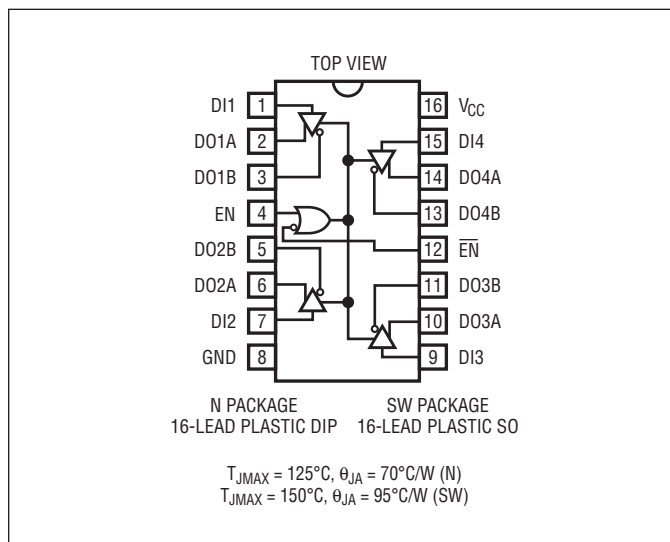 TOP VIEW
DI1 1
DO1A 2
DO1B 3
EN 4
DO2B 5
DO2A 6
DI2 7
GND 8
16 VCC
15 DI4
14 DO4A
13 DO4B
12 E̅N̅
11 DO3B
10 DO3A
9 DI3
N PACKAGE
16-LEAD PLASTIC DIP
SW PACKAGE
16-LEAD PLASTIC SO
TJMAX = 125°C, θJA = 70°C/W (N)
TJMAX = 150°C, θJA = 95°C/W (SW)